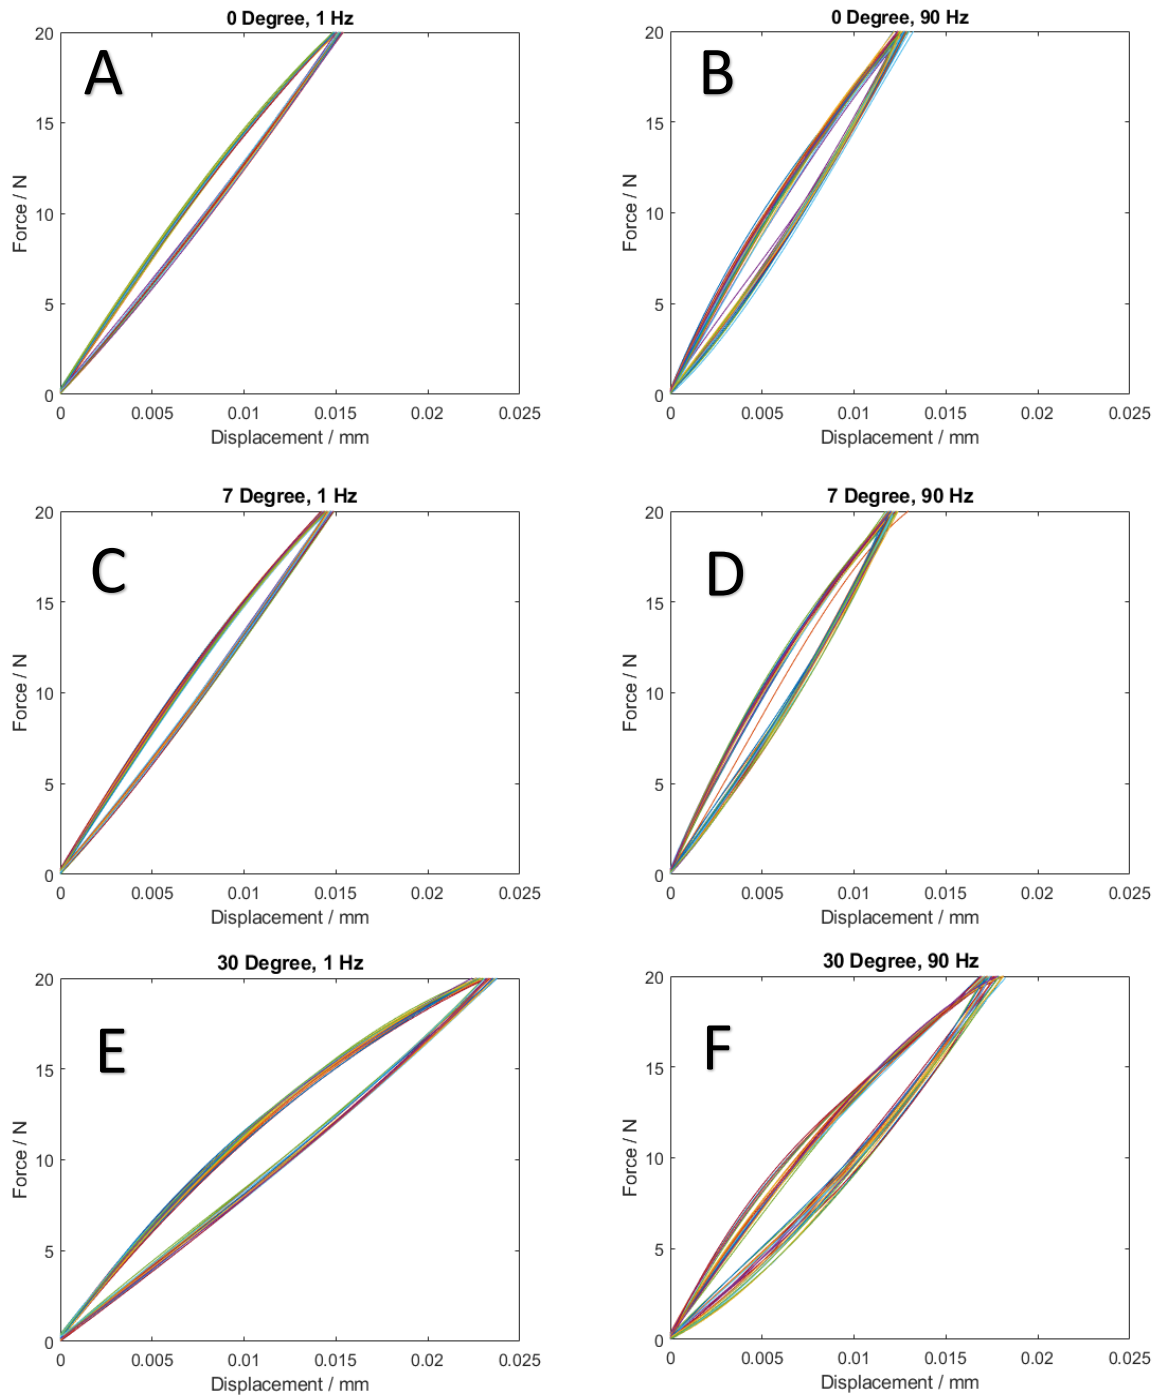 0 Degree, 1 Hz
A
20
15
10
5
0
Force / N
0 0.005 0.01 0.015 0.02 0.025
Displacement / mm
0 Degree, 90 Hz
B
20
15
10
5
0
Force / N
0 0.005 0.01 0.015 0.02 0.025
Displacement / mm
7 Degree, 1 Hz
C
20
15
10
5
0
Force / N
0 0.005 0.01 0.015 0.02 0.025
Displacement / mm
7 Degree, 90 Hz
D
20
15
10
5
0
Force / N
0 0.005 0.01 0.015 0.02 0.025
Displacement / mm
30 Degree, 1 Hz
E
20
15
10
5
0
Force / N
0 0.005 0.01 0.015 0.02 0.025
Displacement / mm
30 Degree, 90 Hz
F
20
15
10
5
0
Force / N
0 0.005 0.01 0.015 0.02 0.025
Displacement / mm